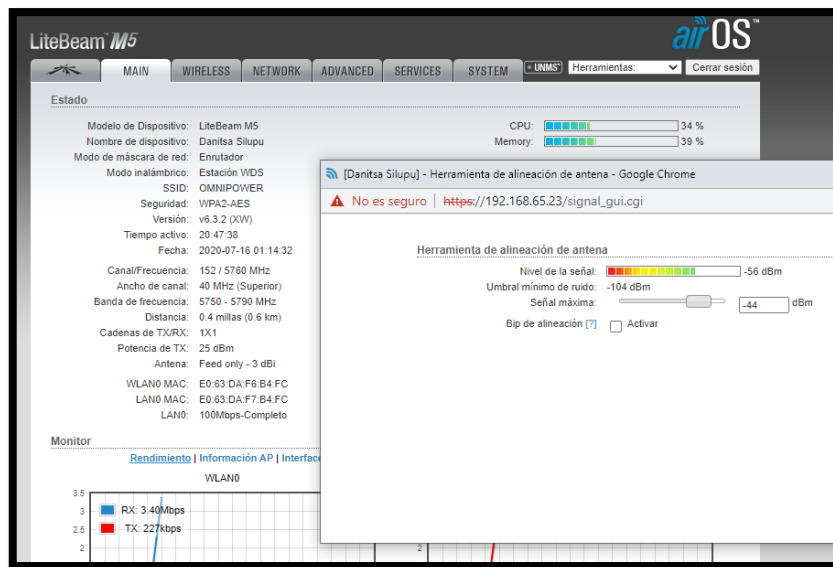 LiteBeam M5
airOS™
MAIN WIRELESS NETWORK ADVANCED SERVICES SYSTEM UNMS Herramientas: Cerrar sesión
Estado
Modelo de Dispositivo: LiteBeam M5
Nombre de dispositivo: Danitsa Silupu
Modo de máscara de red: Enrutador
Modo inalámbrico: Estación WDS
SSID: OMNIPOWER
Seguridad: WPA2-AES
Versión: v6.3.2 (XW)
Tiempo activo: 20:47:38
Fecha: 2020-07-16 01:14:32
Canal/Frecuencia: 152 / 5760 MHz
Ancho de canal: 40 MHz (Superior)
Banda de frecuencia: 5750 - 5790 MHz
Distancia: 0.4 millas (0.6 km)
Cadenas de TX/RX: 1X1
Potencia de TX: 25 dBm
Antena: Feed only - 3 dBi
WLAN0 MAC: E0:63:DA:F6:B4:FC
LAN0 MAC: E0:63:DA:F7:B4:FC
LAN0: 100Mbps-Completo
CPU: 34 %
Memory: 39 %
[Danitsa Silupu] - Herramienta de alineación de antena - Google Chrome
No es seguro | https://192.168.65.23/signal_gui.cgi
Herramienta de alineación de antena
Nivel de la señal: -56 dBm
Umbral mínimo de ruido: -104 dBm
Señal máxima: -44 dBm
Bip de alineación [?] Activar
Monitor
Rendimiento | Información AP | Interfac
WLAN0
3.5
3
2.5
2
RX: 3.40Mbps
TX: 227kbps
2